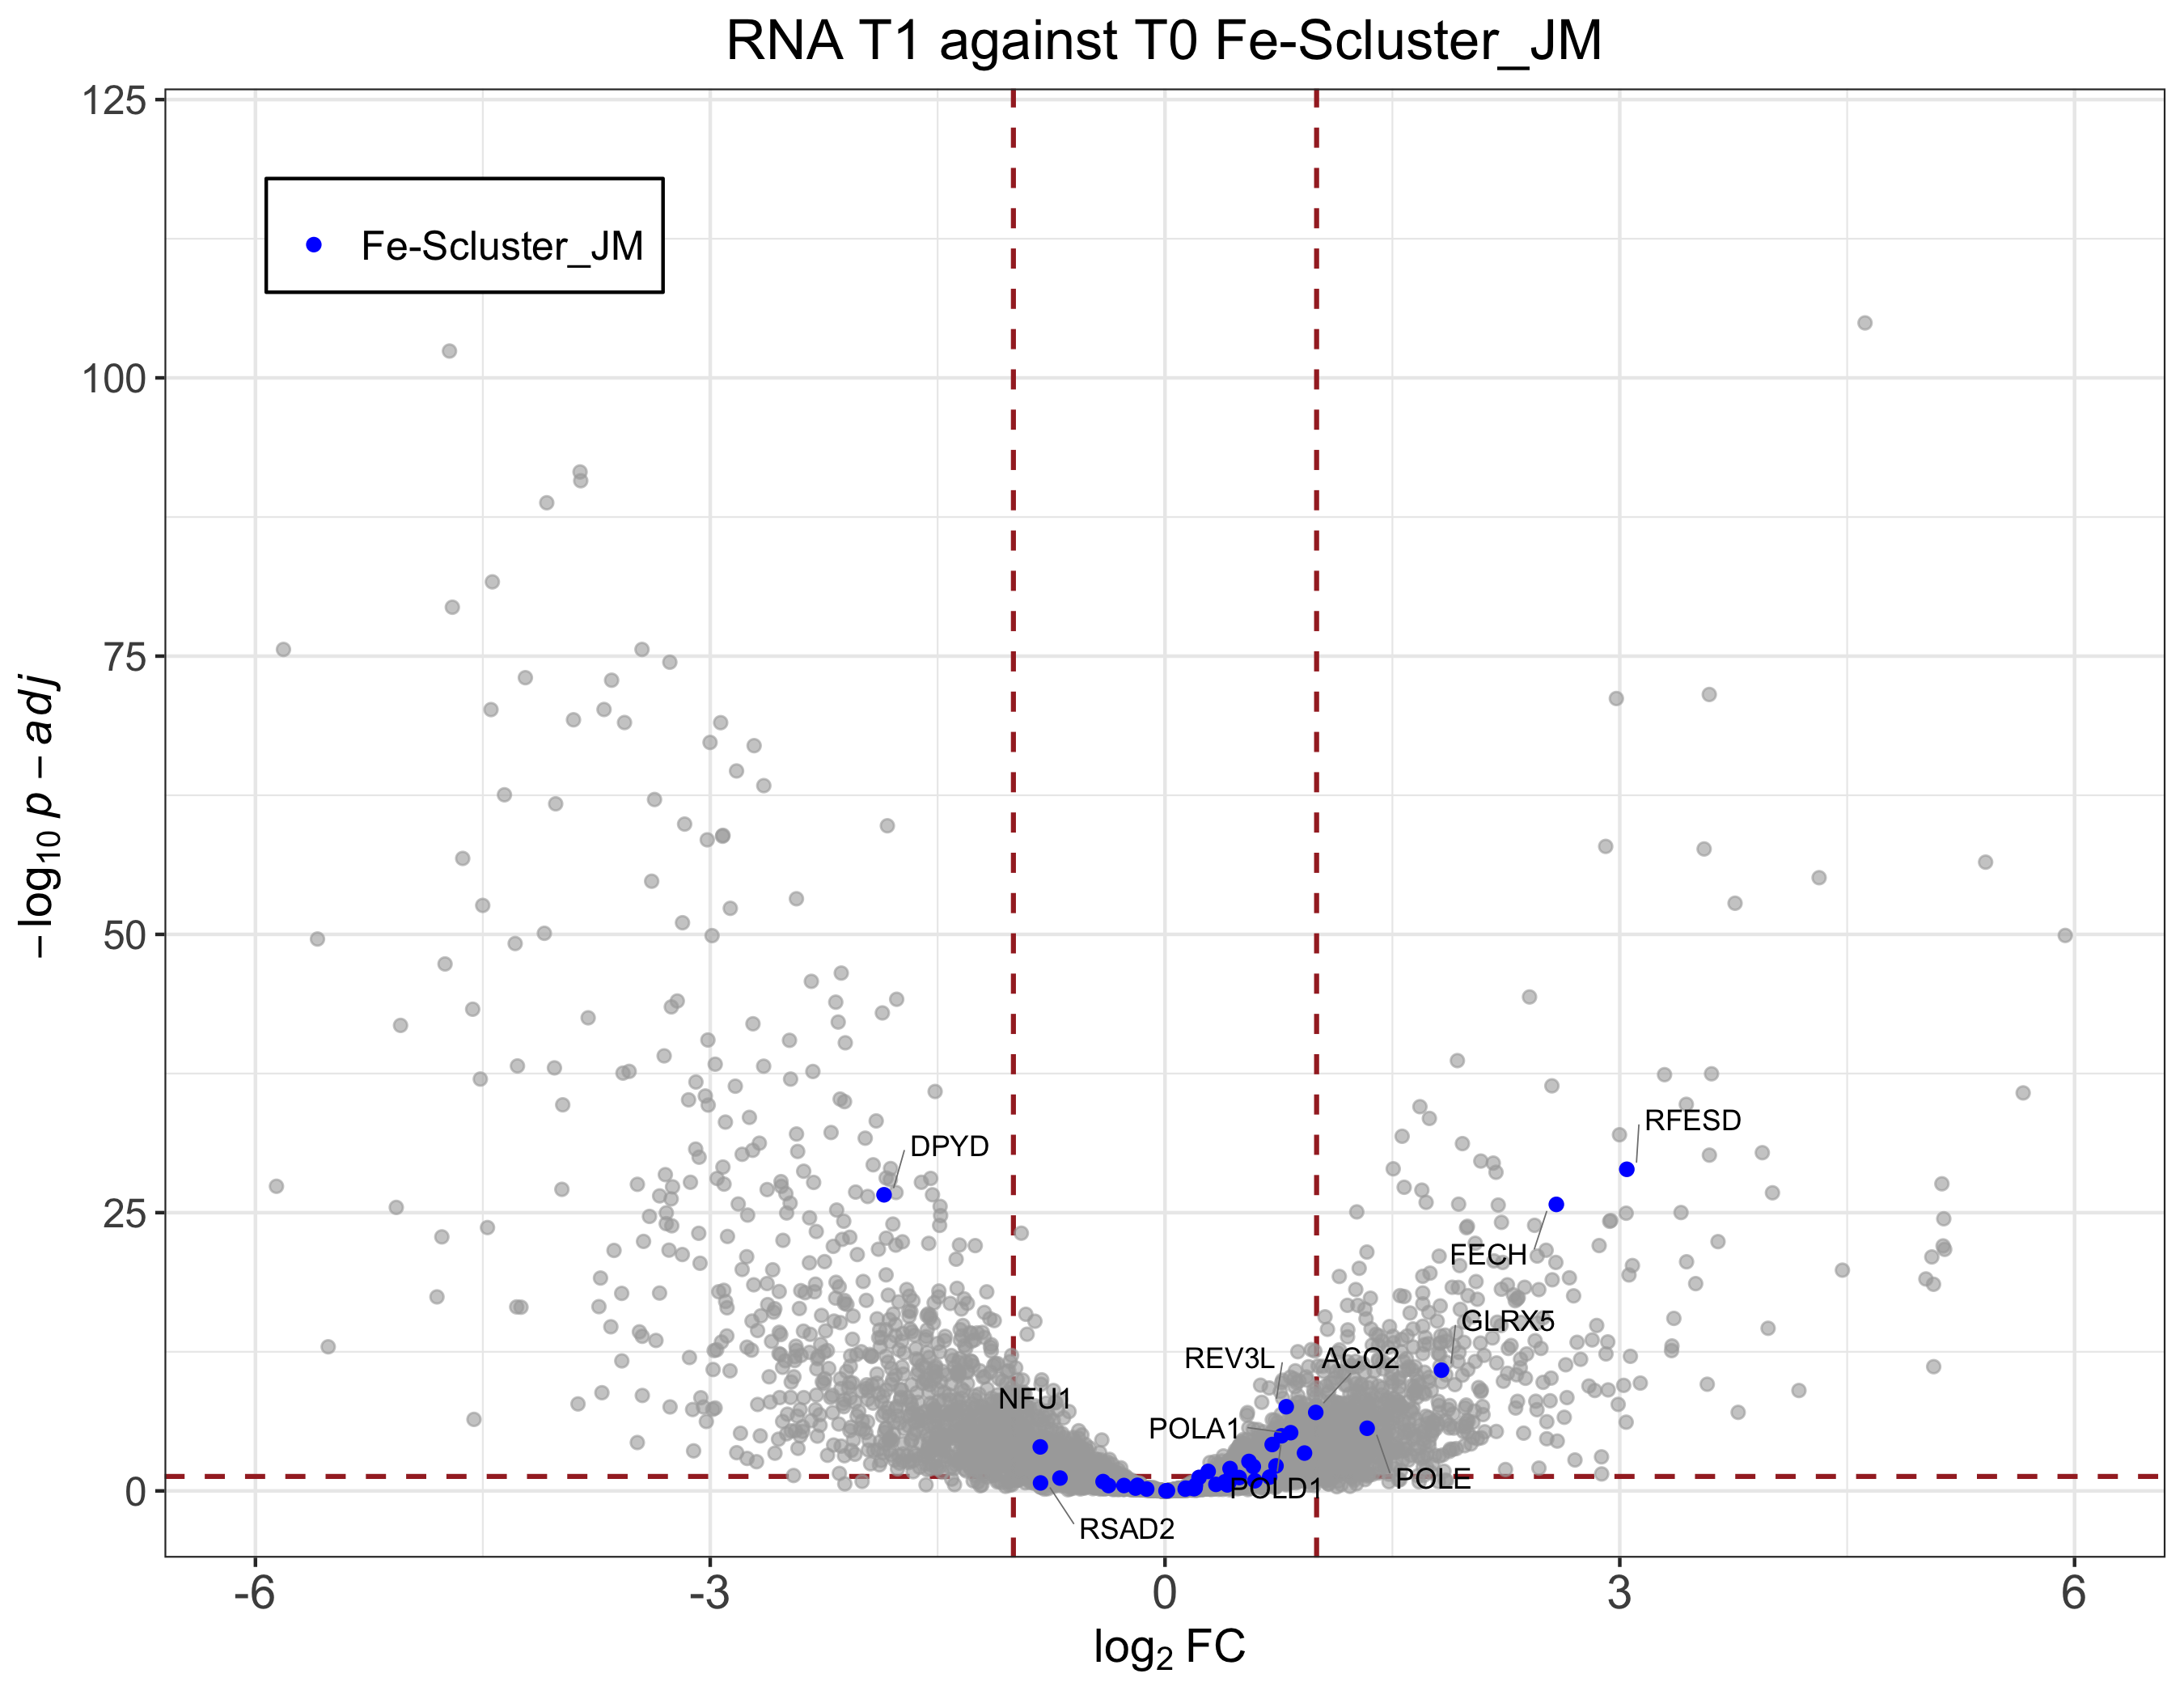 RNA T1 against T0 Fe-Scluster_JM
125
Fe-Scluster_JM
100
75
50
25
0
−log10 p − adj
DPYD
RFESD
FECH
GLRX5
REV3L
ACO2
NFU1
POLA1
POLD1
POLE
RSAD2
-6
-3
0
3
6
log2 FC